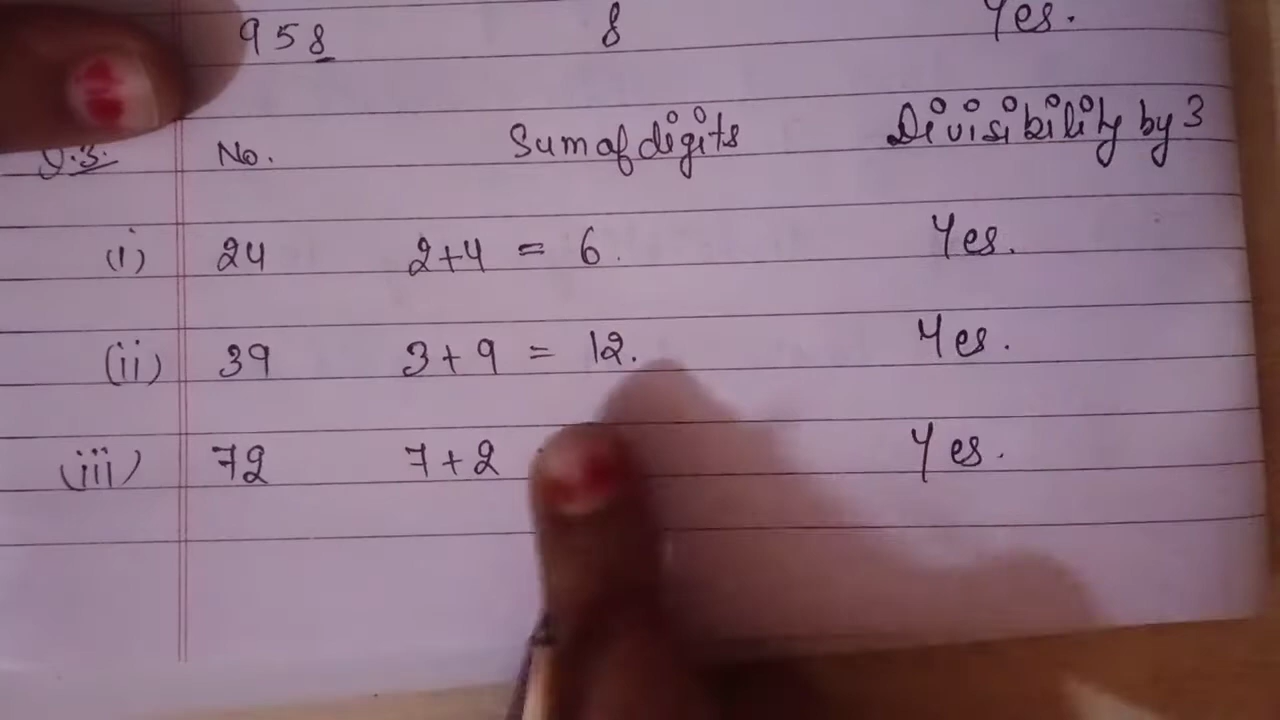 958 8 Yes.
No. Sum of digits Divisibility by 3
(i) 24 2+4 = 6. Yes.
(ii) 39 3+9 = 12. Yes.
(iii) 72 7+2 Yes.